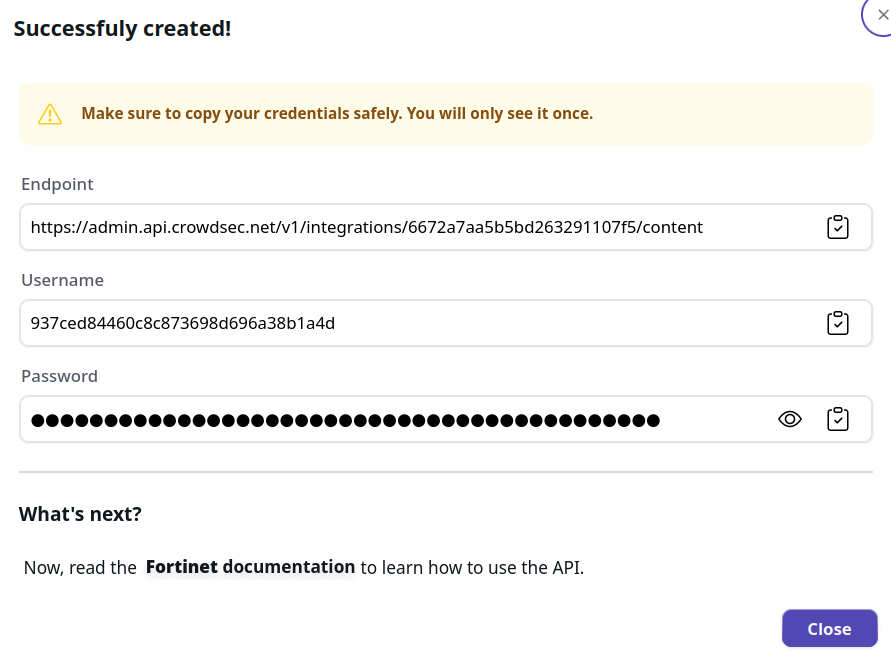 Successfuly created!
Make sure to copy your credentials safely. You will only see it once.
Endpoint
https://admin.api.crowdsec.net/v1/integrations/6672a7aa5b5bd263291107f5/content
Username
937ced84460c8c873698d696a38b1a4d
Password
●●●●●●●●●●●●●●●●●●●●●●●●●●●●●●●●●●●●●●●●●●●
What's next?
Now, read the Fortinet documentation to learn how to use the API.
Close